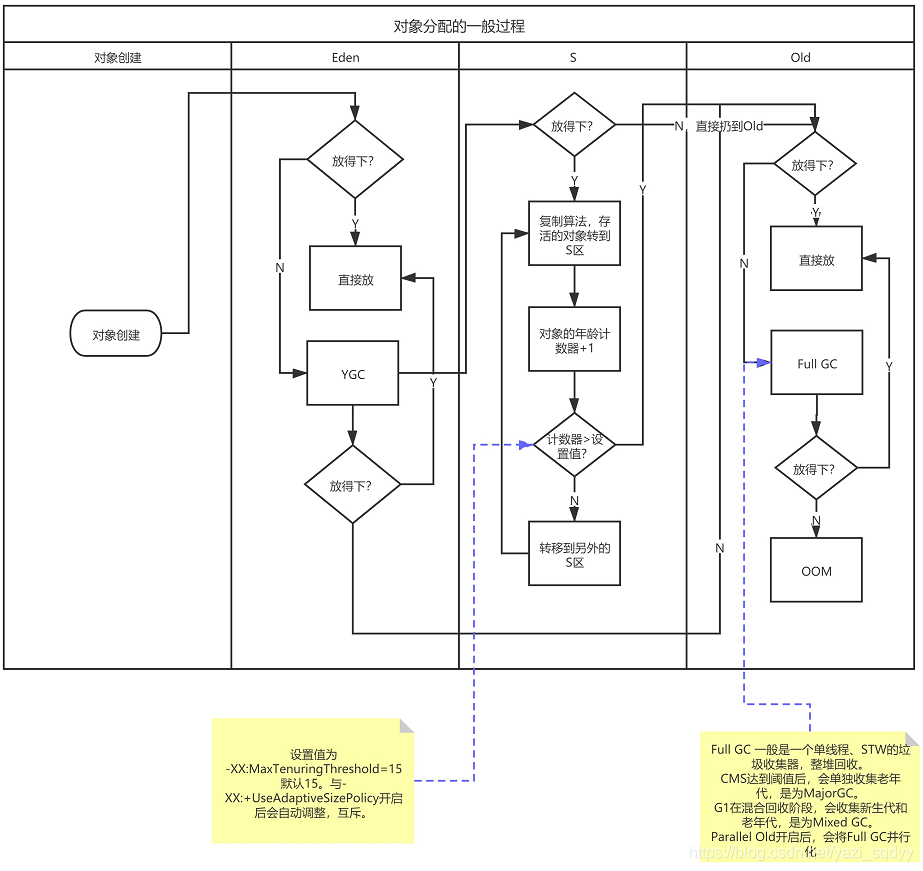 对象分配的一般过程
对象创建
Eden
S
Old
对象创建
放得下?
Y
N
直接放
YGC
Y
放得下?
放得下?
N
直接扔到Old
Y
复制算法，存
活的对象转到
S区
对象的年龄计
数器+1
计数器>设
置值?
Y
N
转移到另外的
S区
N
放得下?
Y
N
直接放
Full GC
Y
放得下?
N
OOM
设置值为
-XX:MaxTenuringThreshold=15
默认15。与-
XX:+UseAdaptiveSizePolicy开启
后会自动调整，互斥。
Full GC 一般是一个单线程、STW的垃
圾收集器，整堆回收。
CMS达到阈值后，会单独收集老年
代，是为MajorGC。
G1在混合回收阶段，会收集新生代和
老年代，是为Mixed GC。
Parallel Old开启后，会将Full GC并行
化
https://blog.csdn.net/yazi_sqdyy